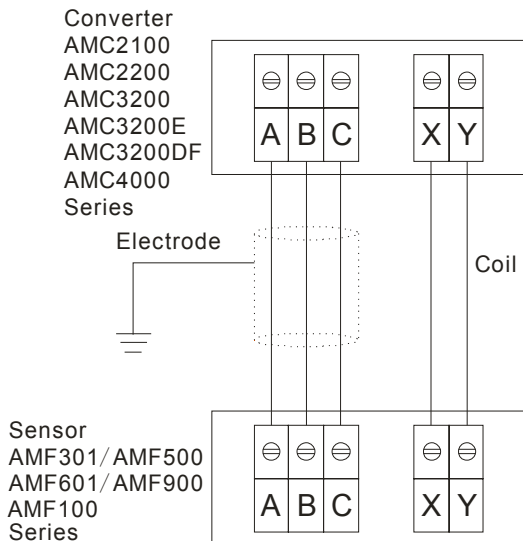 Converter
AMC2100
AMC2200
AMC3200
AMC3200E
AMC3200DF
AMC4000
Series
A B C X Y
Electrode
Coil
Sensor
AMF301/AMF500
AMF601/AMF900
AMF100
Series
A B C X Y